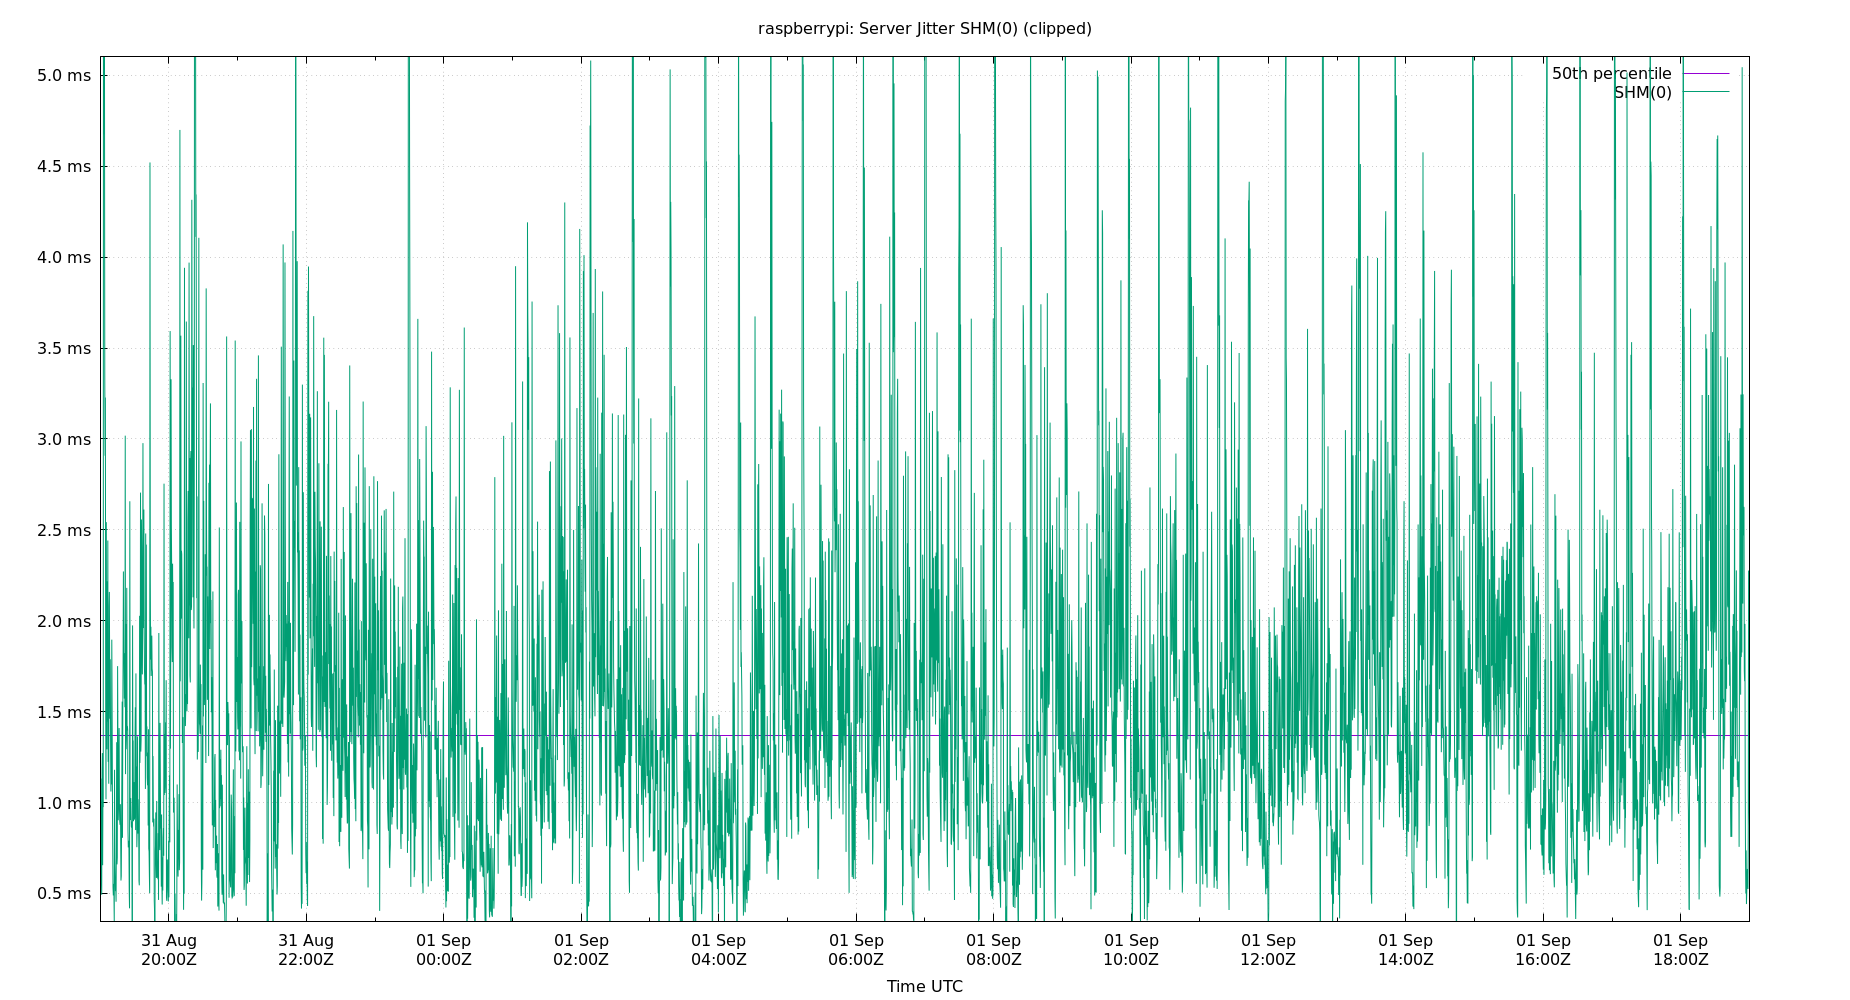 raspberrypi: Server Jitter SHM(0) (clipped)
5.0 ms
4.5 ms
4.0 ms
3.5 ms
3.0 ms
2.5 ms
2.0 ms
1.5 ms
1.0 ms
0.5 ms
50th percentile
SHM(0)
31 Aug
20:00Z
31 Aug
22:00Z
01 Sep
00:00Z
01 Sep
02:00Z
01 Sep
04:00Z
01 Sep
06:00Z
01 Sep
08:00Z
01 Sep
10:00Z
01 Sep
12:00Z
01 Sep
14:00Z
01 Sep
16:00Z
01 Sep
18:00Z
Time UTC